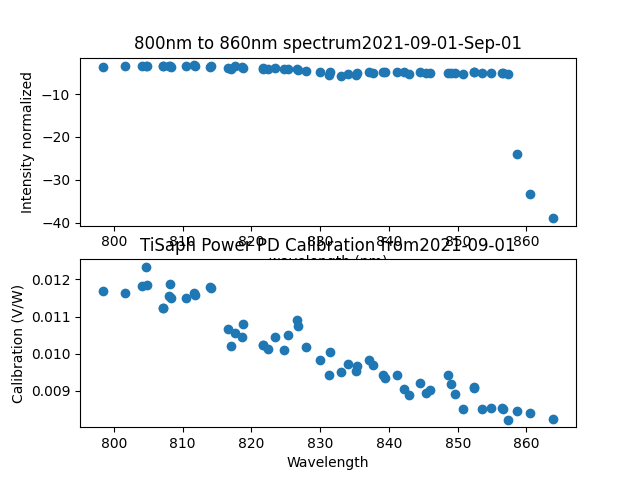 800nm to 860nm spectrum2021-09-01-Sep-01
Intensity normalized
−10
−20
−30
−40
800 810 820 830 840 850 860
wavelength (nm)
TiSaph Power PD Calibration from2021-09-01
Calibration (V/W)
0.012
0.011
0.010
0.009
800 810 820 830 840 850 860
Wavelength